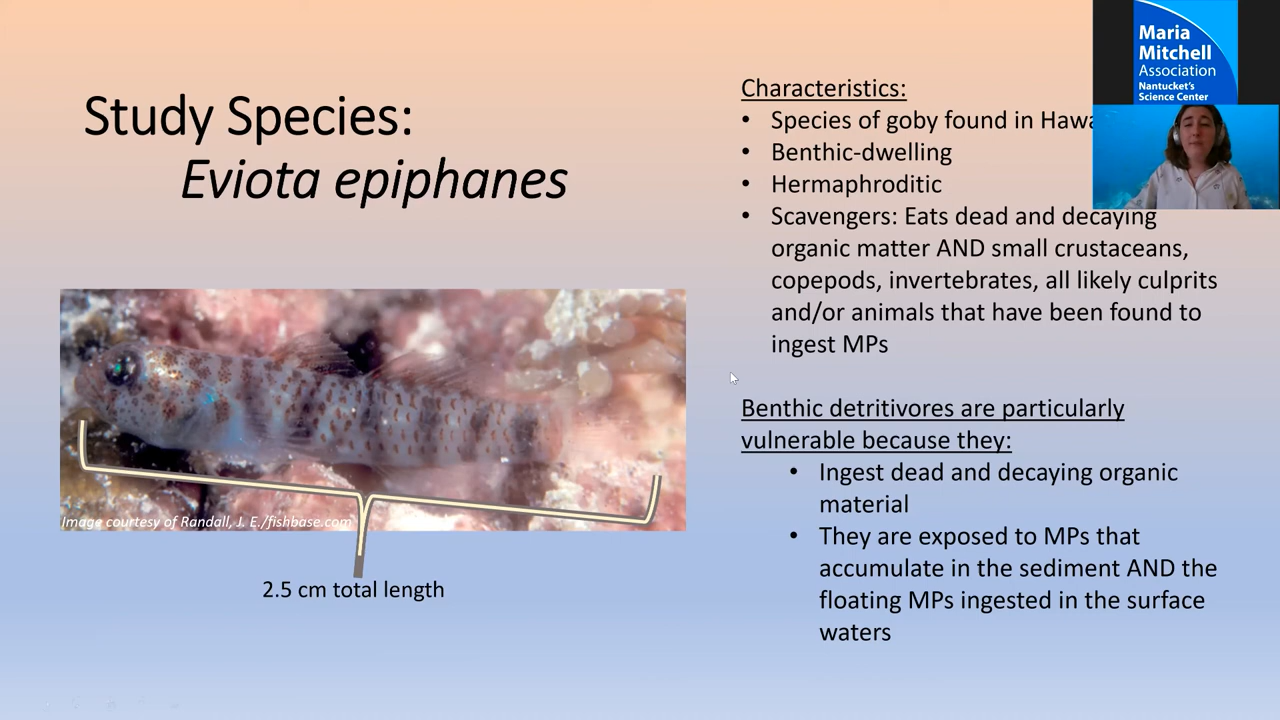 Study Species:
Eviota epiphanes
Image courtesy of Randall, J. E./fishbase.com
2.5 cm total length
Characteristics:
• Species of goby found in
• Benthic-dwelling
• Hermaphroditic
• Scavengers: Eats dead and decaying
organic matter AND small crustaceans,
copepods, invertebrates, all likely culprits
and/or animals that have been found to
ingest MPs
Benthic detritivores are particularly
vulnerable because they:
• Ingest dead and decaying organic
material
• They are exposed to MPs that
accumulate in the sediment AND the
floating MPs ingested in the surface
waters
Maria
Mitchell
Association
Nantucket's
Science Center